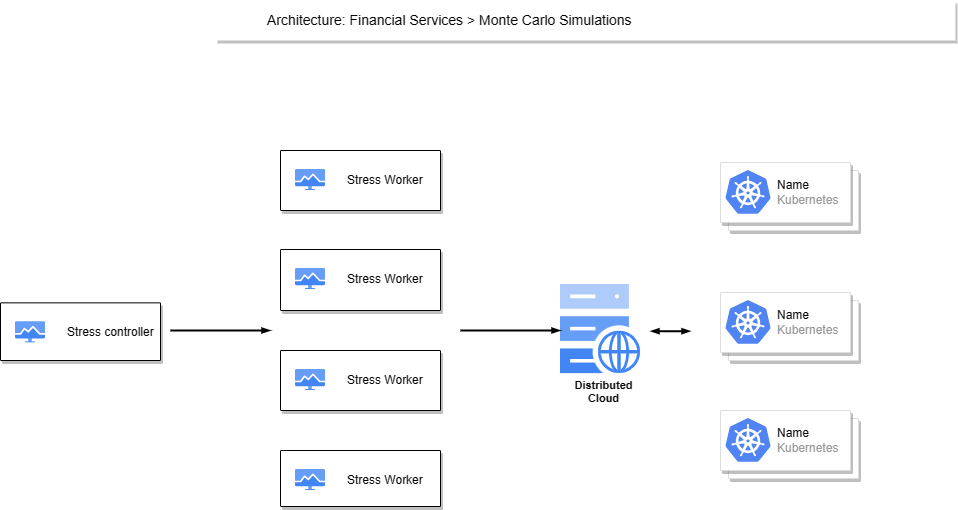 Architecture: Financial Services > Monte Carlo Simulations
Stress Worker
Name
Kubernetes
Stress Worker
Stress controller
Name
Kubernetes
Stress Worker
Distributed
Cloud
Name
Kubernetes
Stress Worker